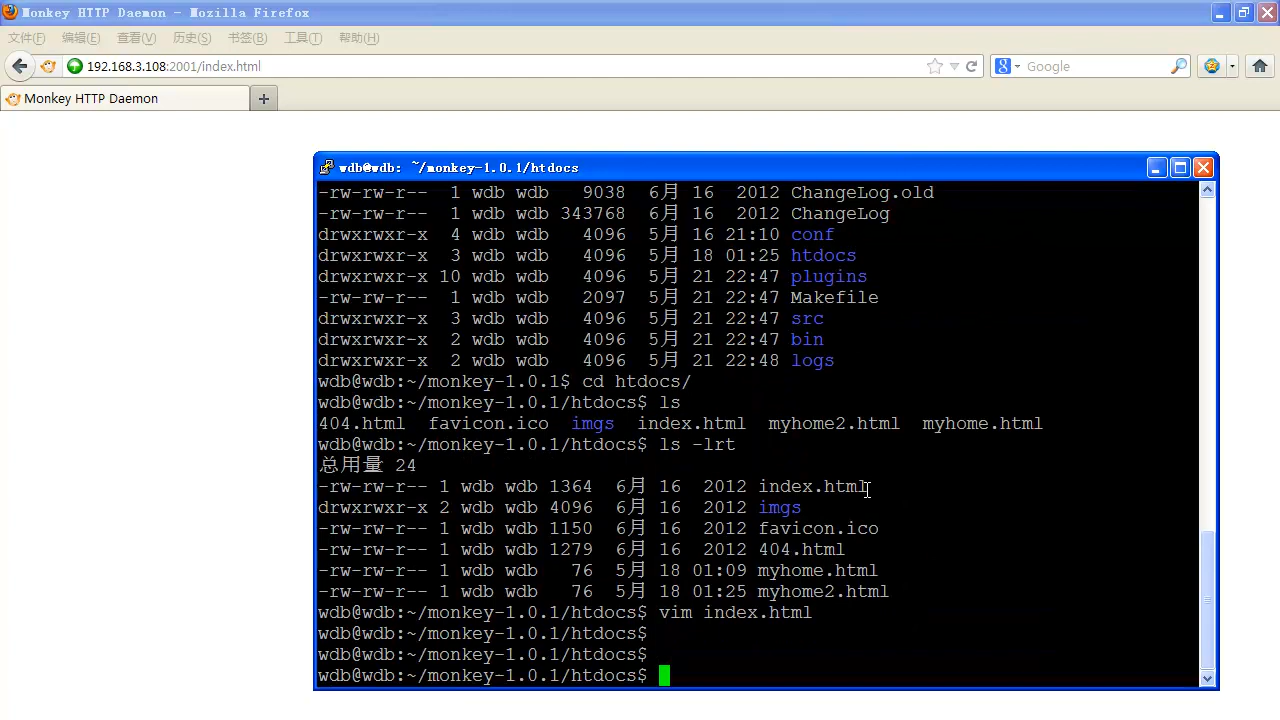 Monkey HTTP Daemon - Mozilla Firefox
文件(F) 编辑(E) 查看(V) 历史(S) 书签(B) 工具(T) 帮助(H)
192.168.3.108:2001/index.html
Google
Monkey HTTP Daemon
wdb@wdb: ~/monkey-1.0.1/htdocs
-rw-rw-r-- 1 wdb wdb 9038 6月 16 2012 ChangeLog.old
-rw-rw-r-- 1 wdb wdb 343768 6月 16 2012 ChangeLog
drwxrwxr-x 4 wdb wdb 4096 5月 16 21:10 conf
drwxrwxr-x 3 wdb wdb 4096 5月 18 01:25 htdocs
drwxrwxr-x 10 wdb wdb 4096 5月 21 22:47 plugins
-rw-rw-r-- 1 wdb wdb 2097 5月 21 22:47 Makefile
drwxrwxr-x 3 wdb wdb 4096 5月 21 22:47 src
drwxrwxr-x 2 wdb wdb 4096 5月 21 22:47 bin
drwxrwxr-x 2 wdb wdb 4096 5月 21 22:48 logs
wdb@wdb:~/monkey-1.0.1$ cd htdocs/
wdb@wdb:~/monkey-1.0.1/htdocs$ ls
404.html favicon.ico imgs index.html myhome2.html myhome.html
wdb@wdb:~/monkey-1.0.1/htdocs$ ls -lrt
总用量 24
-rw-rw-r-- 1 wdb wdb 1364 6月 16 2012 index.html
drwxrwxr-x 2 wdb wdb 4096 6月 16 2012 imgs
-rw-rw-r-- 1 wdb wdb 1150 6月 16 2012 favicon.ico
-rw-rw-r-- 1 wdb wdb 1279 6月 16 2012 404.html
-rw-rw-r-- 1 wdb wdb 76 5月 18 01:09 myhome.html
-rw-rw-r-- 1 wdb wdb 76 5月 18 01:25 myhome2.html
wdb@wdb:~/monkey-1.0.1/htdocs$ vim index.html
wdb@wdb:~/monkey-1.0.1/htdocs$
wdb@wdb:~/monkey-1.0.1/htdocs$
wdb@wdb:~/monkey-1.0.1/htdocs$